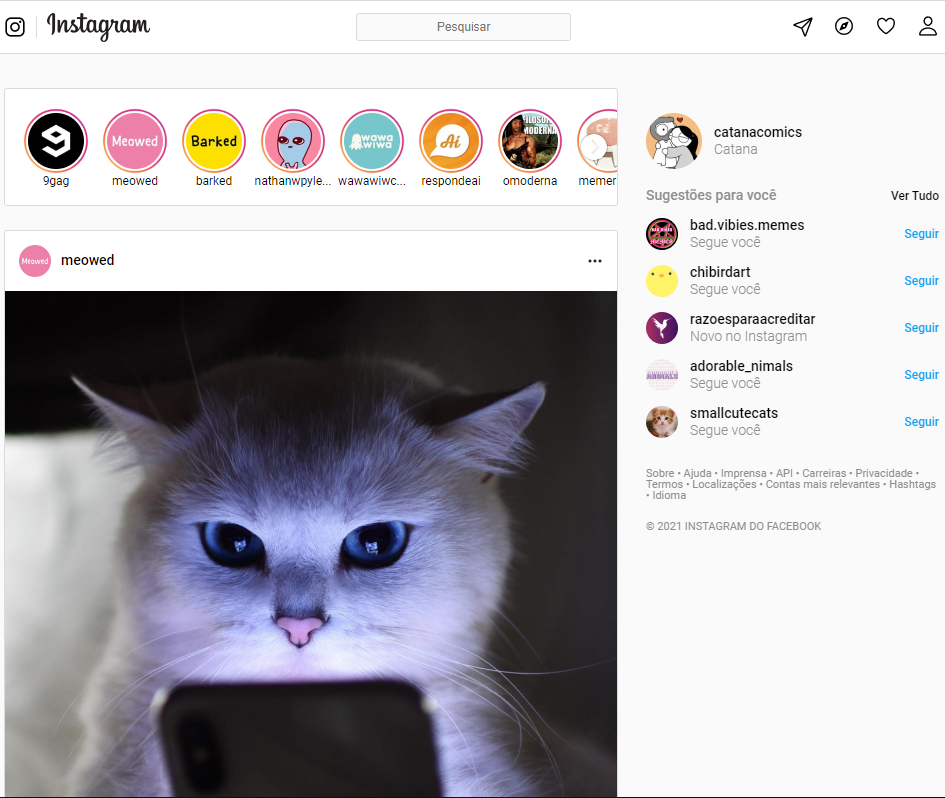 Instagram
Pesquisar
Meowed
Barked
wawa
wiwa
Ai
FILOSOFIA
MODERNA
9gag
meowed
barked
nathanwpyle...
wawawiwc...
respondeai
omoderna
memer
catanacomics
Catana
Sugestões para você
Ver Tudo
bad.vibies.memes
Segue você
Seguir
chibirdart
Segue você
Seguir
razoesparaacreditar
Novo no Instagram
Seguir
adorable_nimals
Segue você
Seguir
smallcutecats
Segue você
Seguir
Sobre • Ajuda • Imprensa • API • Carreiras • Privacidade •
Termos • Localizações • Contas mais relevantes • Hashtags
• Idioma
© 2021 INSTAGRAM DO FACEBOOK
Meowed
meowed